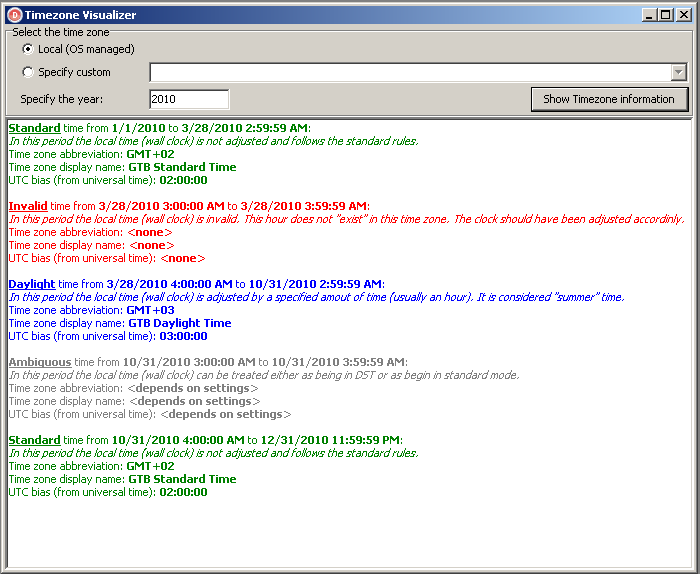 Timezone Visualizer
Select the time zone
Local (OS managed)
Specify custom
Specify the year: 2010 Show Timezone information
Standard time from 1/1/2010 to 3/28/2010 2:59:59 AM:
In this period the local time (wall clock) is not adjusted and follows the standard rules.
Time zone abbreviation: GMT+02
Time zone display name: GTB Standard Time
UTC bias (from universal time): 02:00:00
Invalid time from 3/28/2010 3:00:00 AM to 3/28/2010 3:59:59 AM:
In this period the local time (wall clock) is invalid. This hour does not "exist" in this time zone. The clock should have been adjusted accordinly.
Time zone abbreviation: <none>
Time zone display name: <none>
UTC bias (from universal time): <none>
Daylight time from 3/28/2010 4:00:00 AM to 10/31/2010 2:59:59 AM:
In this period the local time (wall clock) is adjusted by a specified amout of time (usually an hour). It is considered "summer" time.
Time zone abbreviation: GMT+03
Time zone display name: GTB Daylight Time
UTC bias (from universal time): 03:00:00
Ambiguous time from 10/31/2010 3:00:00 AM to 10/31/2010 3:59:59 AM:
In this period the local time (wall clock) can be treated either as being in DST or as begin in standard mode.
Time zone abbreviation: <depends on settings>
Time zone display name: <depends on settings>
UTC bias (from universal time): <depends on settings>
Standard time from 10/31/2010 4:00:00 AM to 12/31/2010 11:59:59 PM:
In this period the local time (wall clock) is not adjusted and follows the standard rules.
Time zone abbreviation: GMT+02
Time zone display name: GTB Standard Time
UTC bias (from universal time): 02:00:00